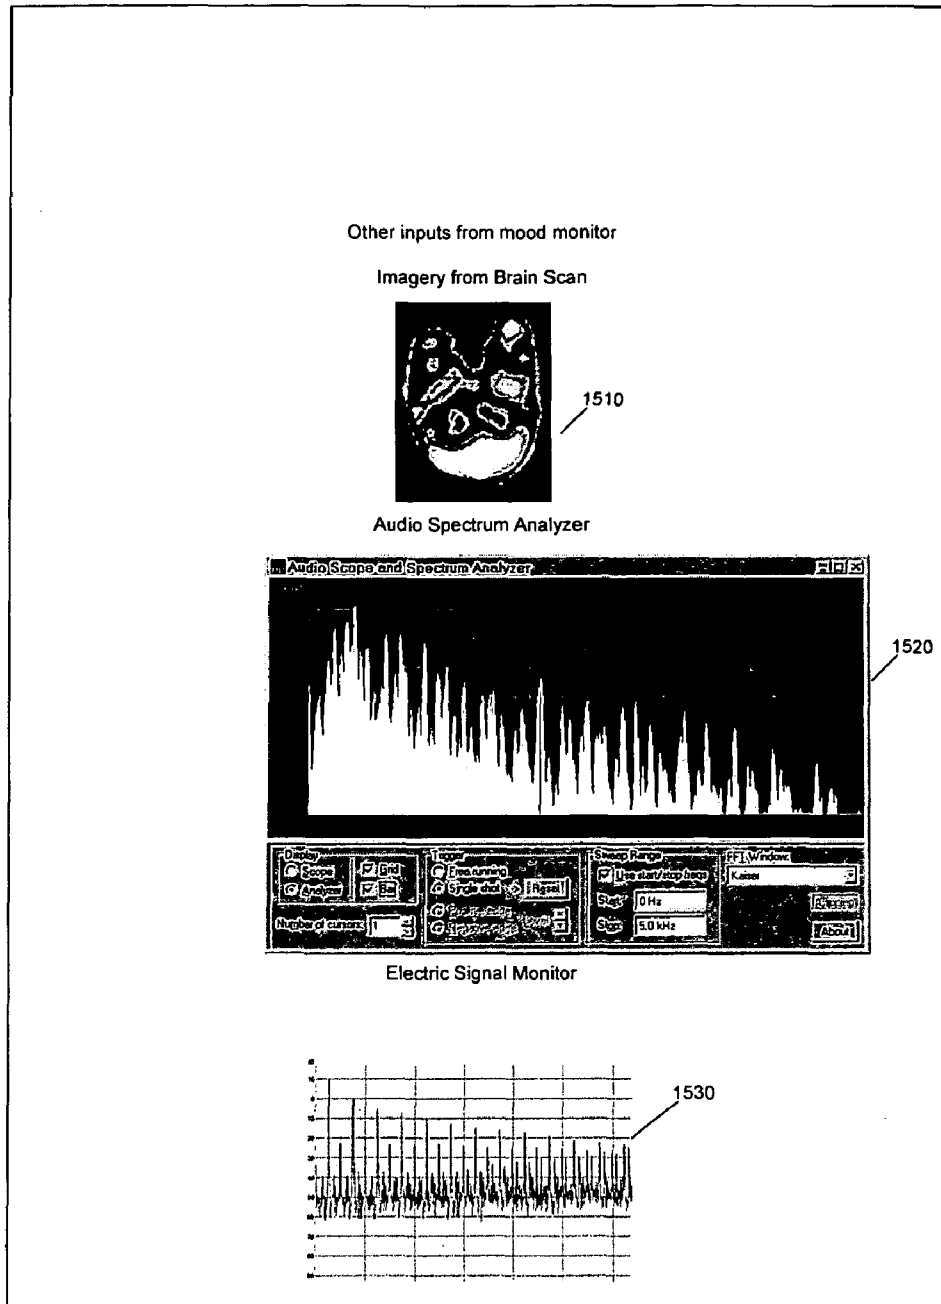 Other inputs from mood monitor
Imagery from Brain Scan
1510
Audio Spectrum Analyzer
Audio Scope and Spectrum Analyzer
1520
Display
Scope
Analyzer
Grid
Trigger
Free running
Single shot
Reset
Sweep Range
Use start/stop freqs
Start: 0 Hz
Stop: 5.0 kHz
FFT Window:
Kaiser
About
Number of cursors: 1
Electric Signal Monitor
1530